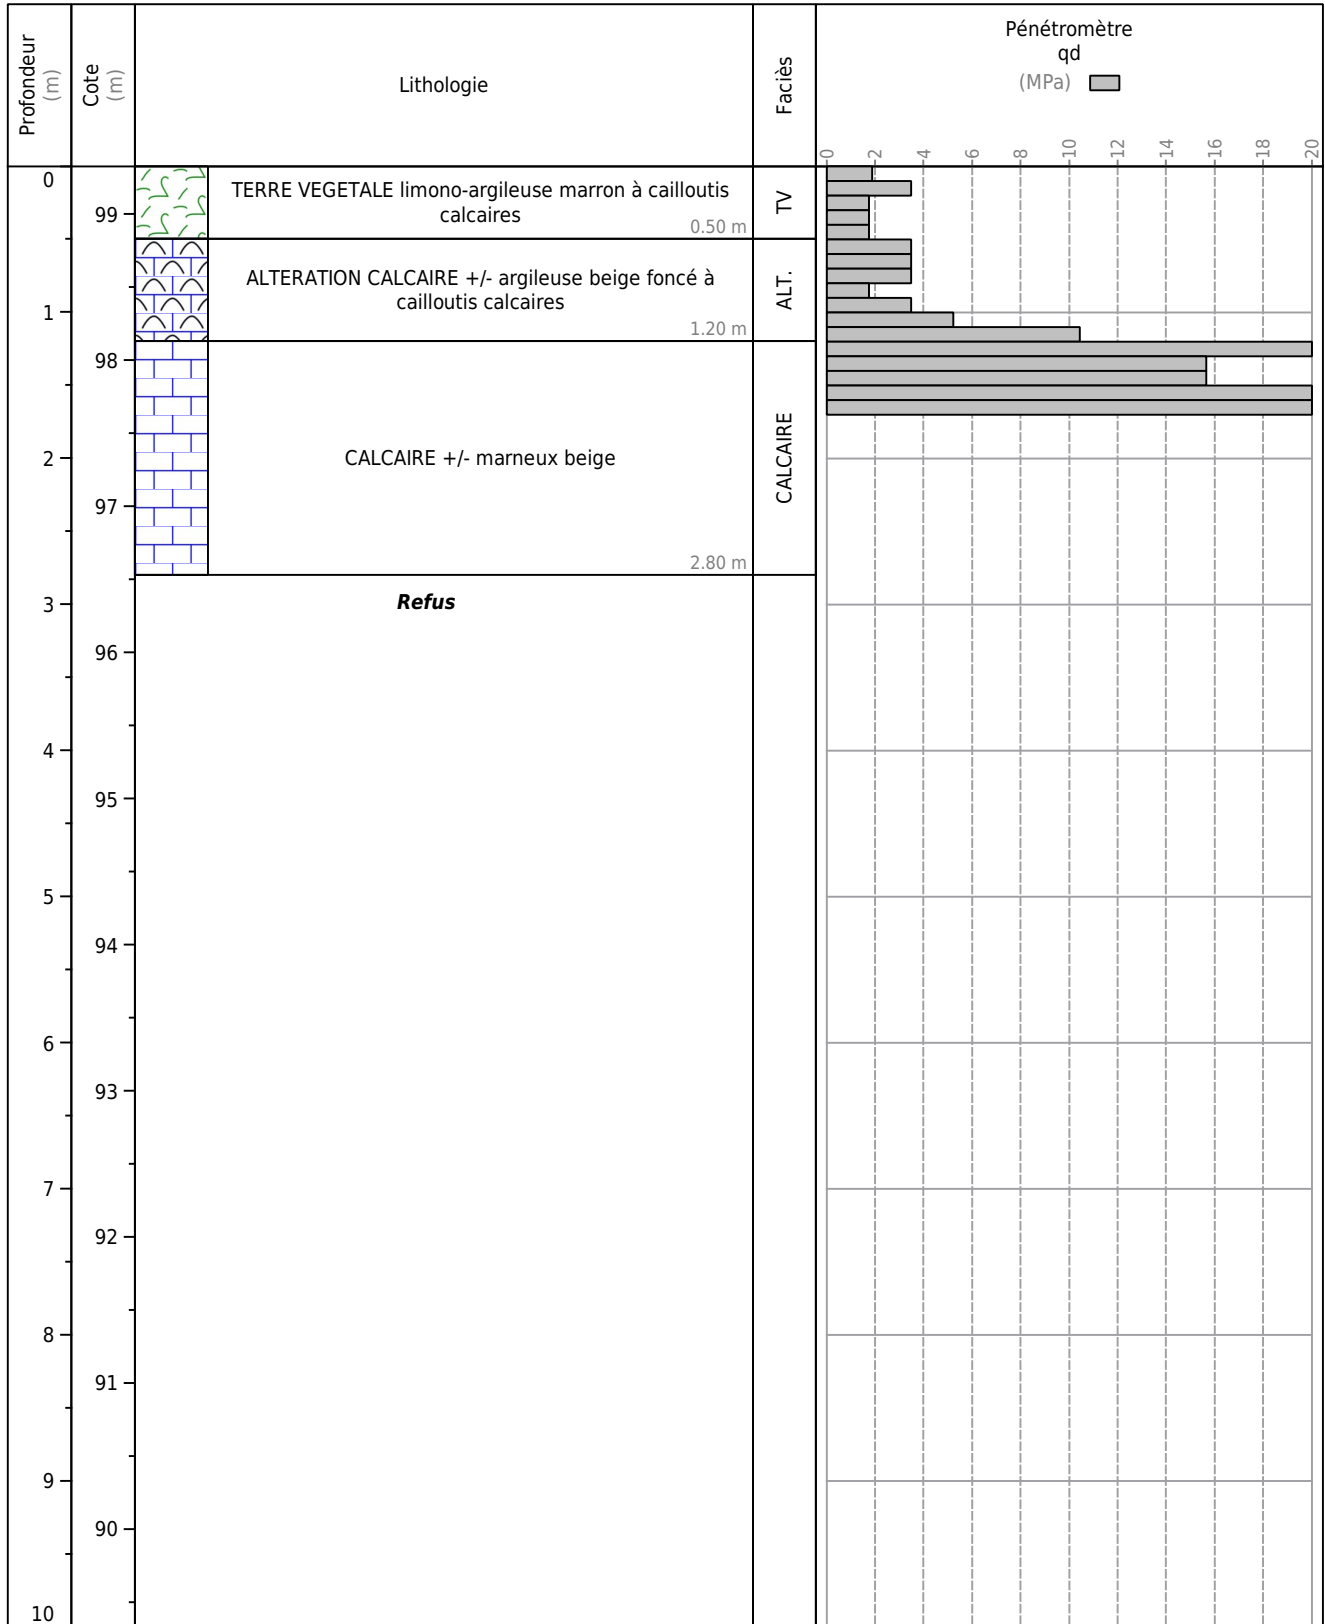 Profondeur
(m)
Cote
(m)
Lithologie
Faciès
Pénétromètre
qd
(MPa)
0
2
4
6
8
10
12
14
16
18
20
0
1
2
3
4
5
6
7
8
9
10
99
98
97
96
95
94
93
92
91
90
TERRE VEGETALE limono-argileuse marron à cailloutis
calcaires
0.50 m
TV
ALTERATION CALCAIRE +/- argileuse beige foncé à
cailloutis calcaires
1.20 m
ALT.
CALCAIRE +/- marneux beige
2.80 m
CALCAIRE
Refus